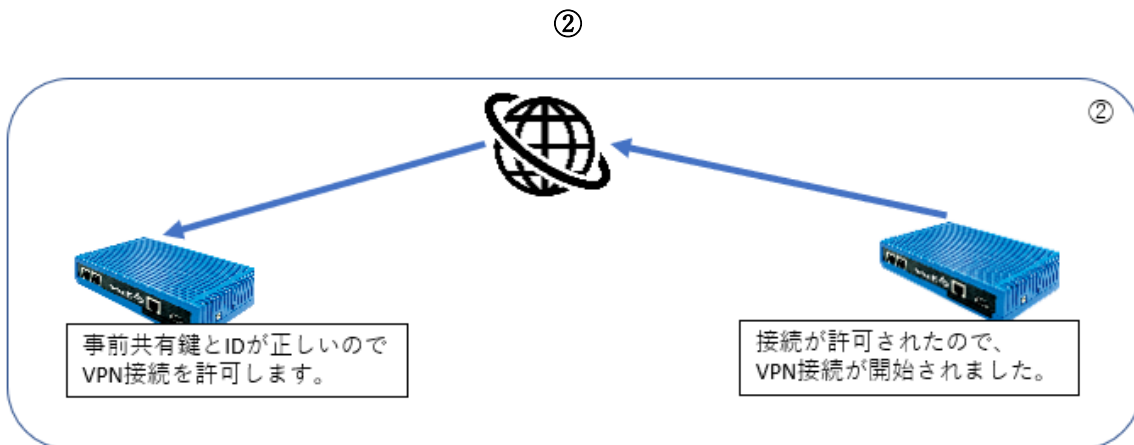 ②
②
事前共有鍵とIDが正しいので
VPN接続を許可します。
接続が許可されたので、
VPN接続が開始されました。